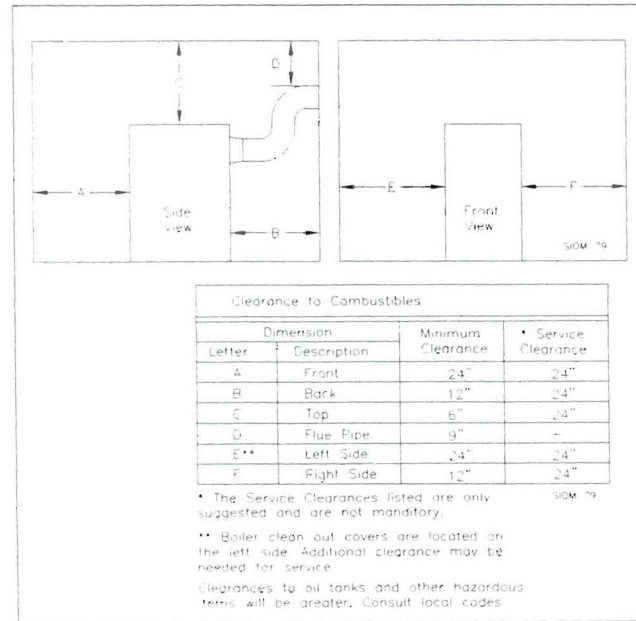 D
C
A
Side
view
B
E
Front
View
F
SIOM 79
Clearance to Combustibles
Dimension Minimum Clearance * Service Clearance
Letter Description
A Front 24" 24"
B Back 12" 24"
C Top 6" 24"
D Flue Pipe 9" -
E** Left Side 24" 24"
F Right Side 12" 24"
* The Service Clearances listed are only
suggested and are not manditory.
SIOM 79
** Boiler clean out covers are located on
the left side. Additional clearance may be
needed for service
Clearances to oil tanks and other hazardous
items will be greater. Consult local codes